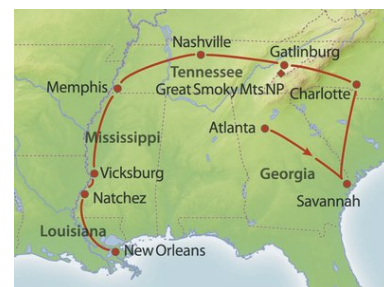 Nashville
Gatlinburg
Tennessee
Memphis
Great Smoky Mts NP
Charlotte
Atlanta
Mississippi
Vicksburg
Georgia
Natchez
Savannah
Louisiana
New Orleans